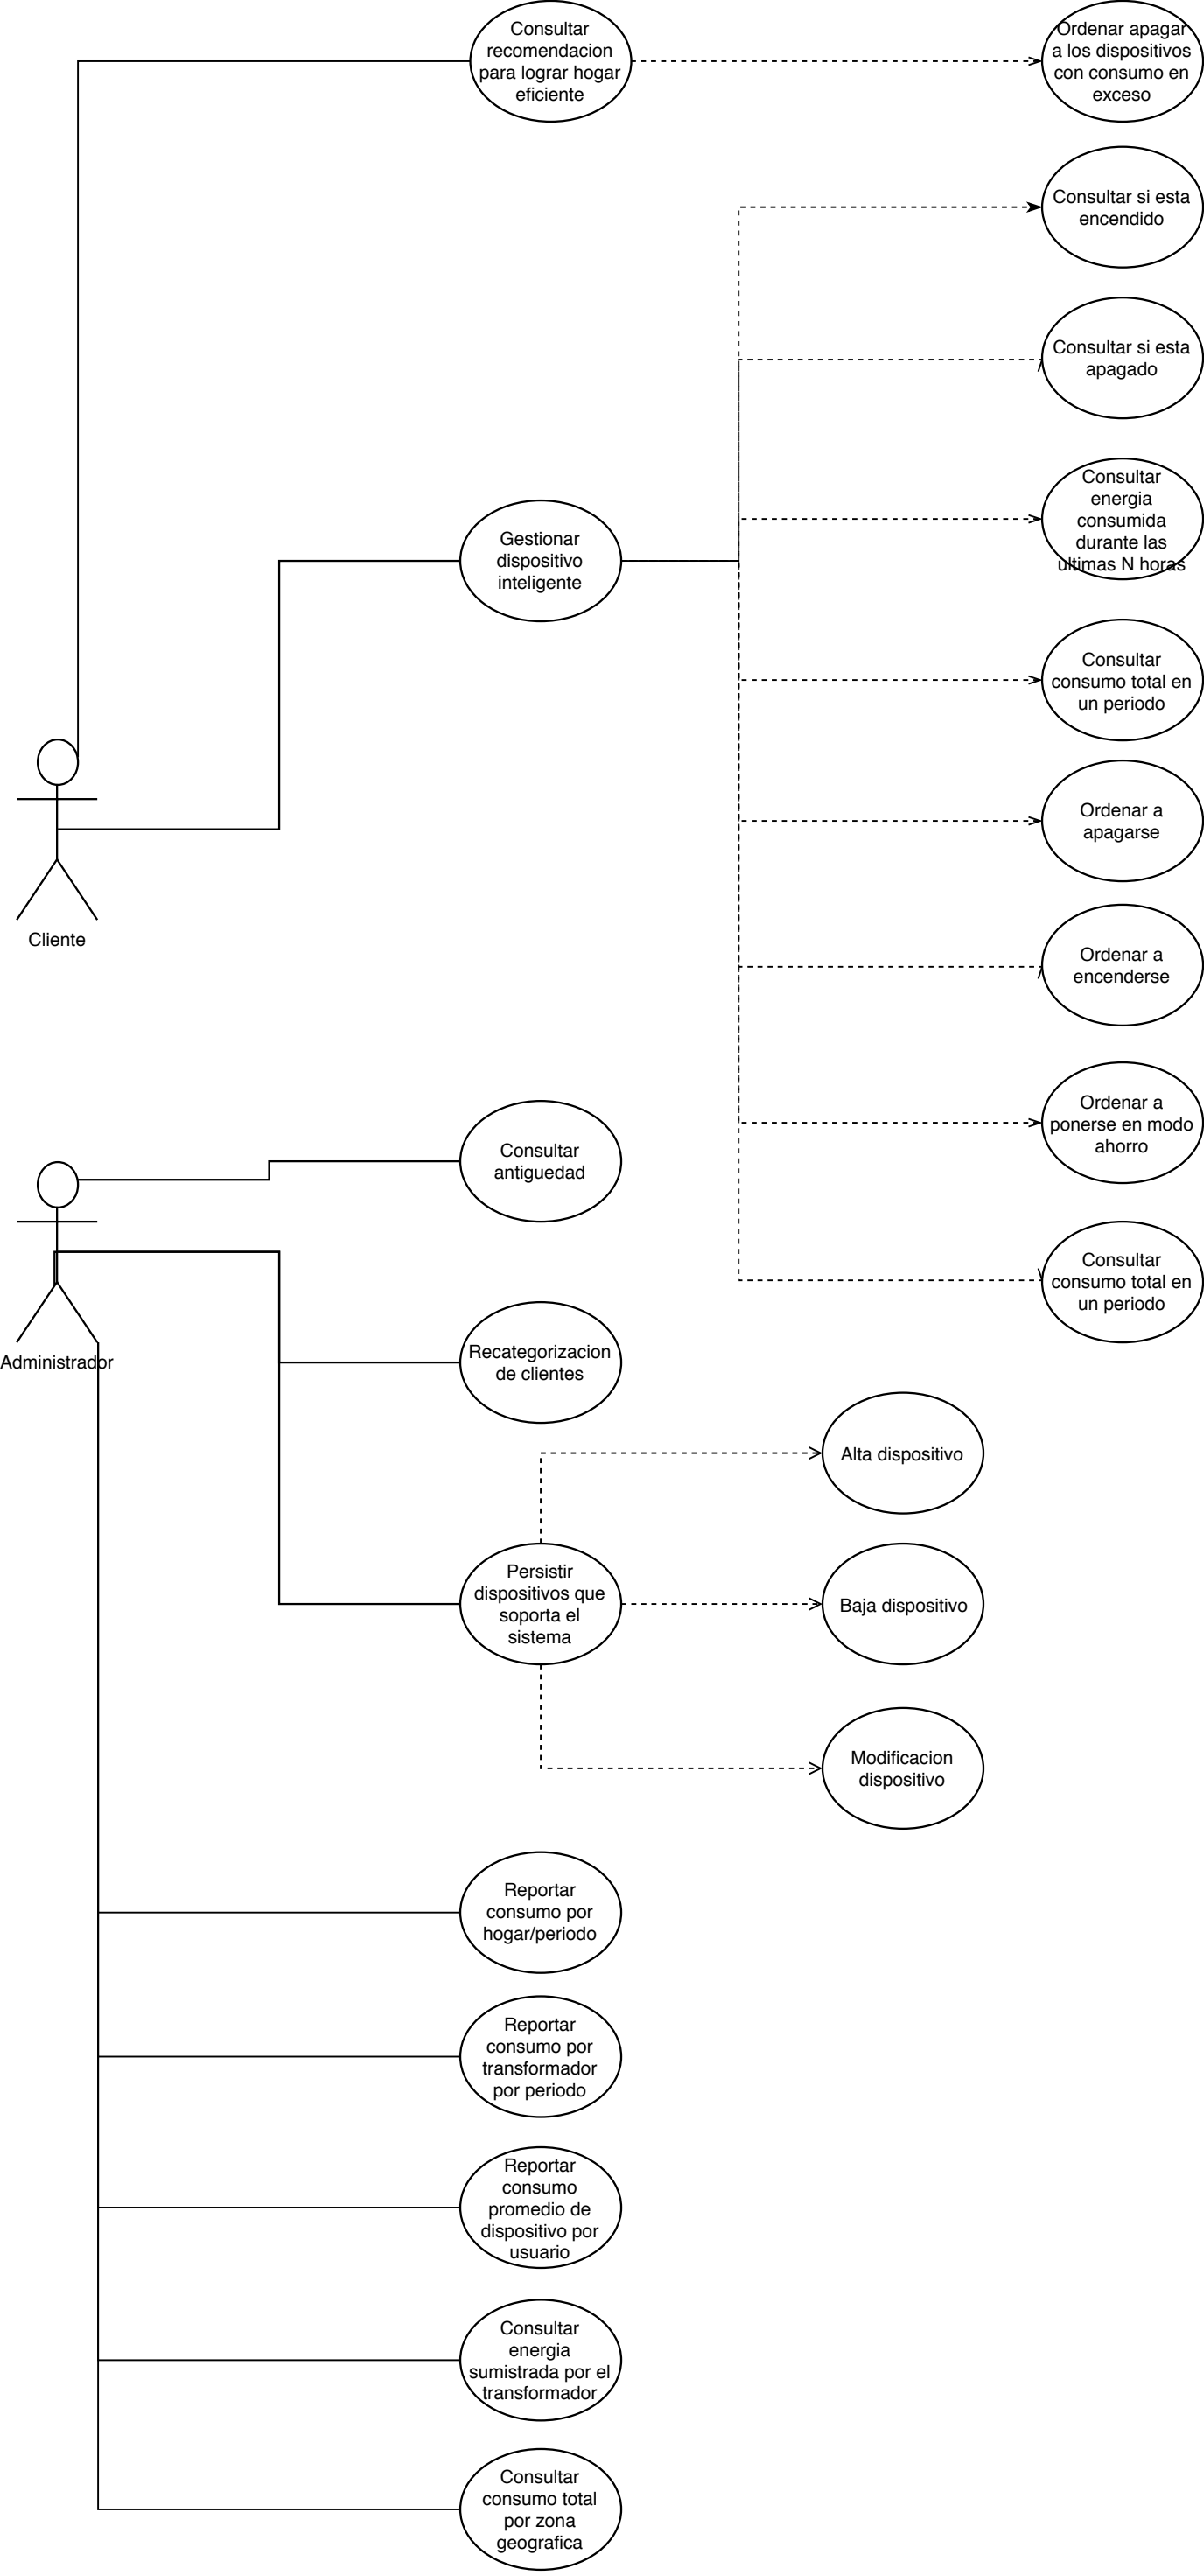 Consultar
recomendacion
para lograr hogar
eficiente
Ordenar apagar
a los dispositivos
con consumo en
exceso
Consultar si esta
encendido
Consultar si esta
apagado
Consultar
energia
consumida
durante las
ultimas N horas
Gestionar
dispositivo
inteligente
Consultar
consumo total en
un periodo
Ordenar a
apagarse
Cliente
Ordenar a
encenderse
Ordenar a
ponerse en modo
ahorro
Consultar
antiguedad
Consultar
consumo total en
un periodo
Administrador
Recategorizacion
de clientes
Alta dispositivo
Persistir
dispositivos que
soporta el
sistema
Baja dispositivo
Modificacion
dispositivo
Reportar
consumo por
hogar/periodo
Reportar
consumo por
transformador
por periodo
Reportar
consumo
promedio de
dispositivo por
usuario
Consultar
energia
sumistrada por el
transformador
Consultar
consumo total
por zona
geografica